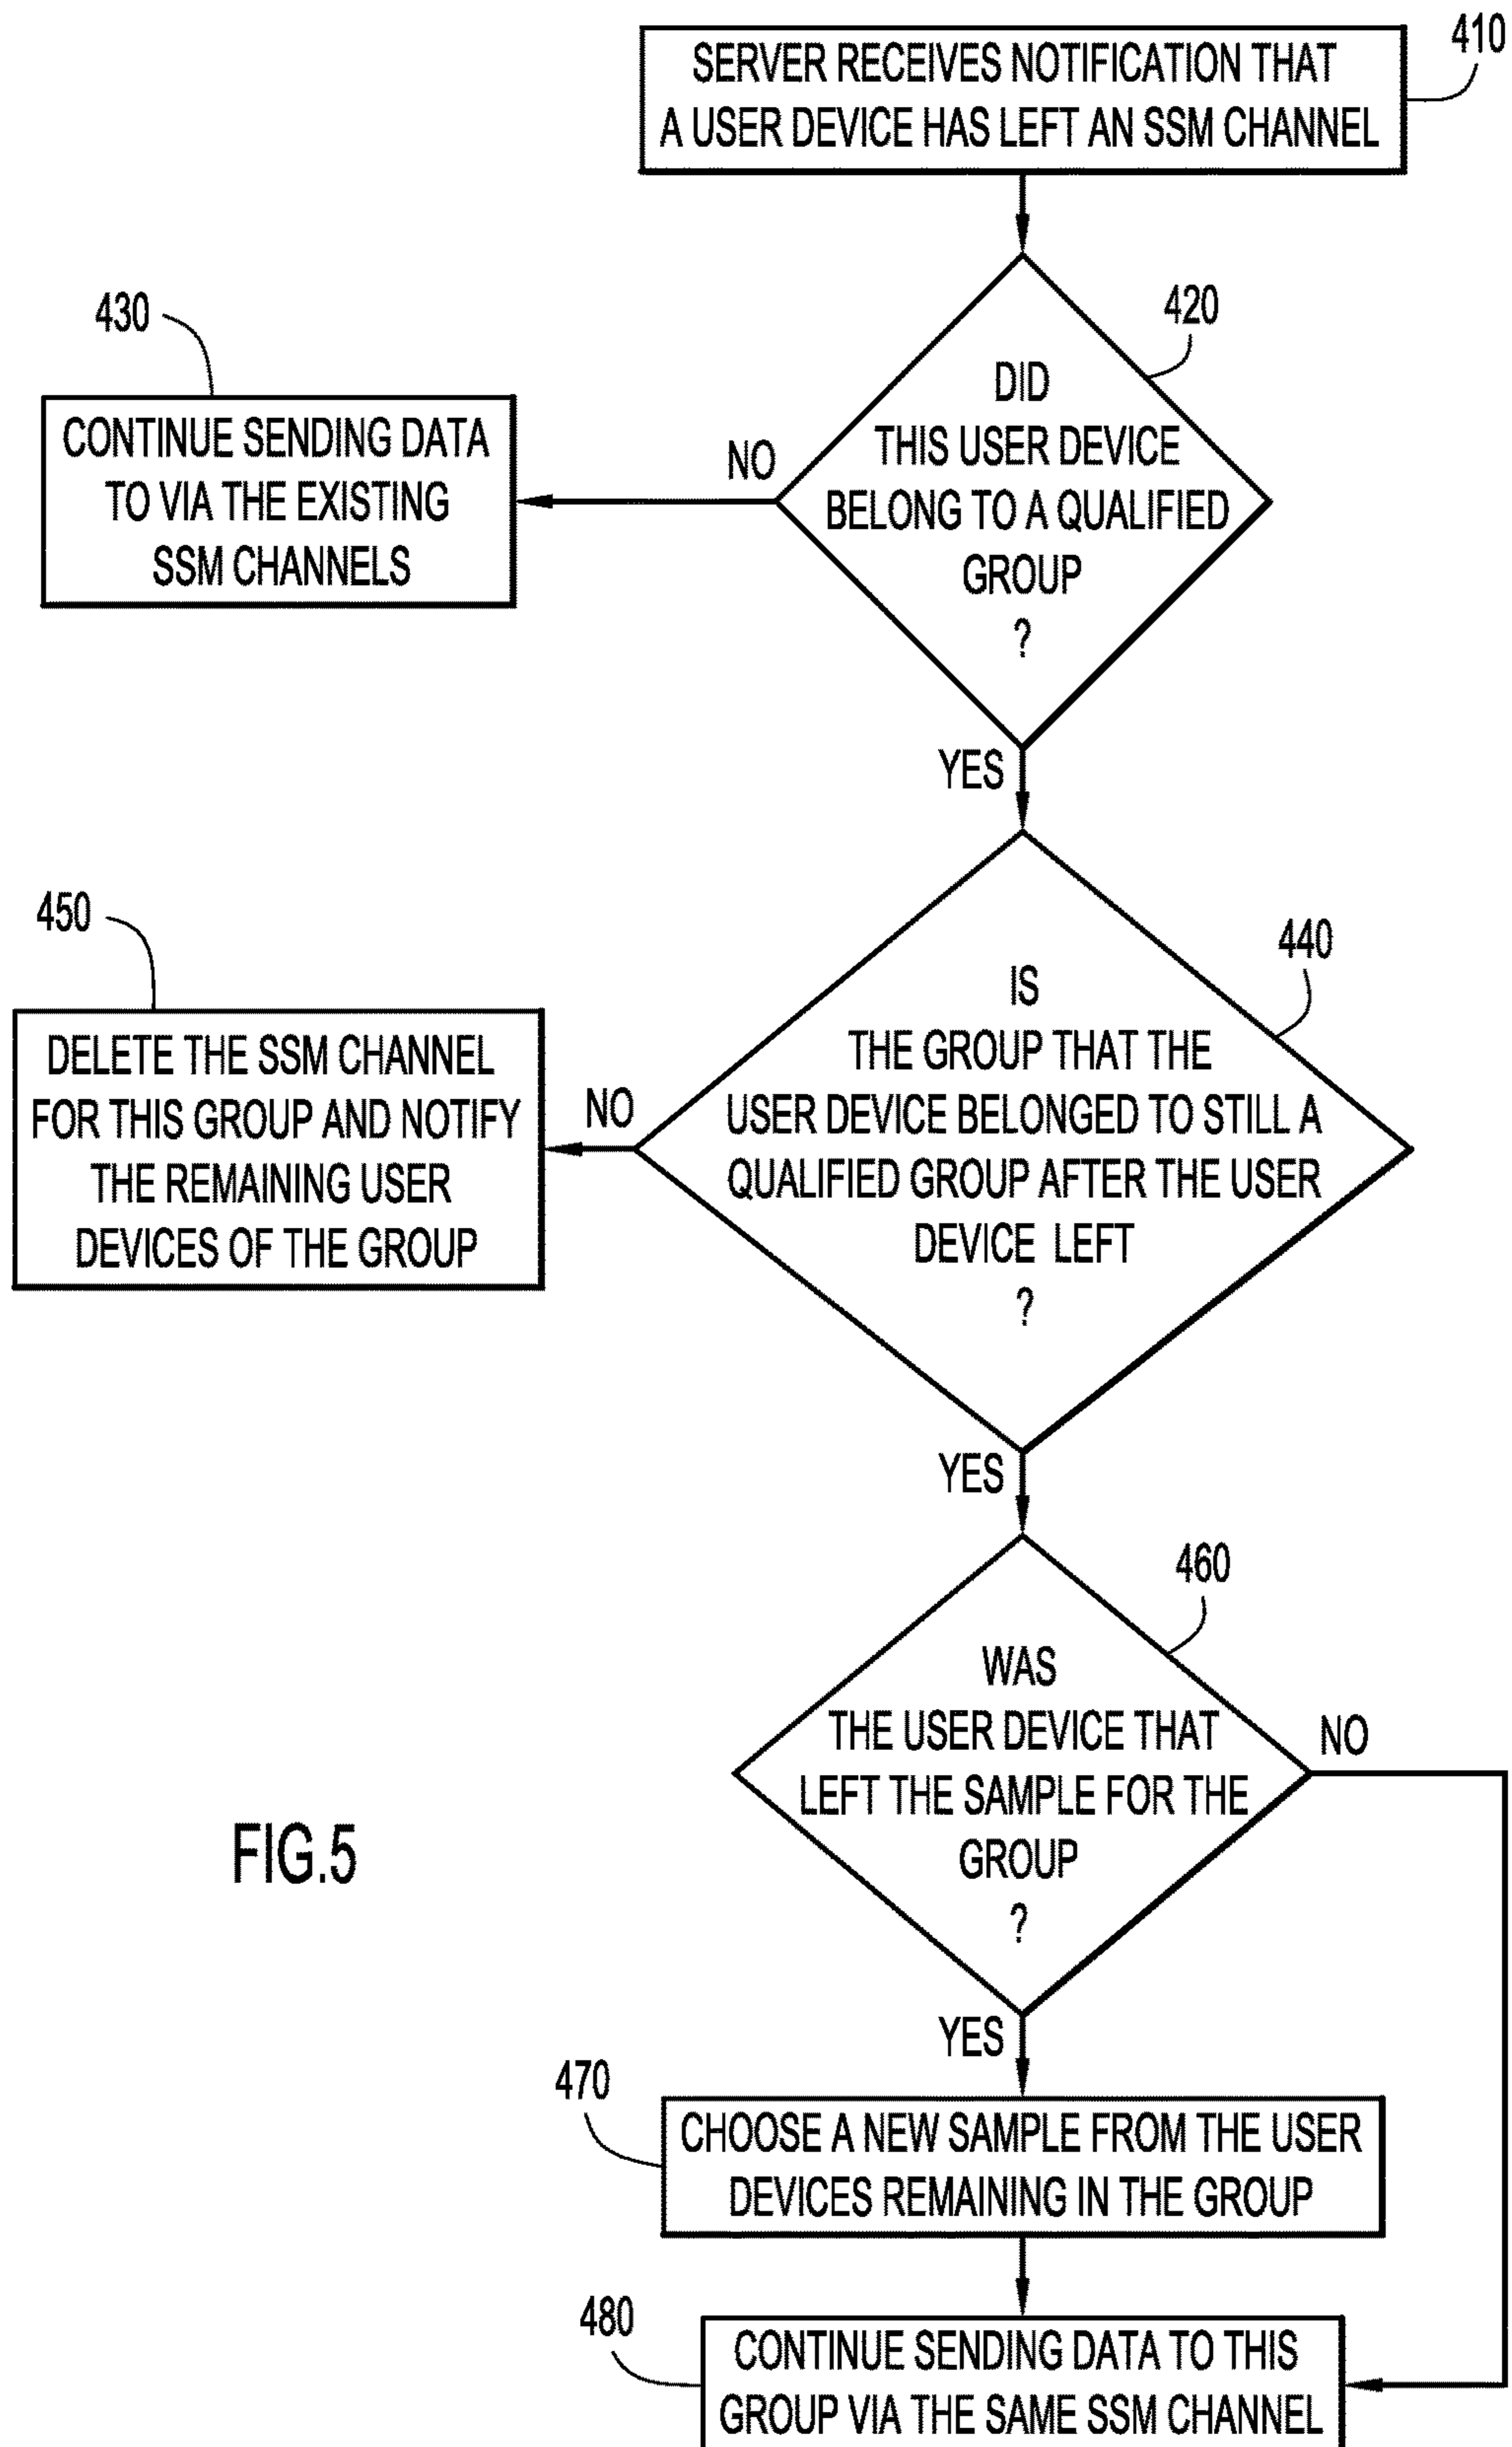 410
SERVER RECEIVES NOTIFICATION THAT
A USER DEVICE HAS LEFT AN SSM CHANNEL
420
DID
THIS USER DEVICE
BELONG TO A QUALIFIED
GROUP
?
NO
430
CONTINUE SENDING DATA
TO VIA THE EXISTING
SSM CHANNELS
YES
440
IS
THE GROUP THAT THE
USER DEVICE BELONGED TO STILL A
QUALIFIED GROUP AFTER THE USER
DEVICE LEFT
?
NO
450
DELETE THE SSM CHANNEL
FOR THIS GROUP AND NOTIFY
THE REMAINING USER
DEVICES OF THE GROUP
YES
460
WAS
THE USER DEVICE THAT
LEFT THE SAMPLE FOR THE
GROUP
?
NO
FIG.5
YES
470
CHOOSE A NEW SAMPLE FROM THE USER
DEVICES REMAINING IN THE GROUP
480
CONTINUE SENDING DATA TO THIS
GROUP VIA THE SAME SSM CHANNEL